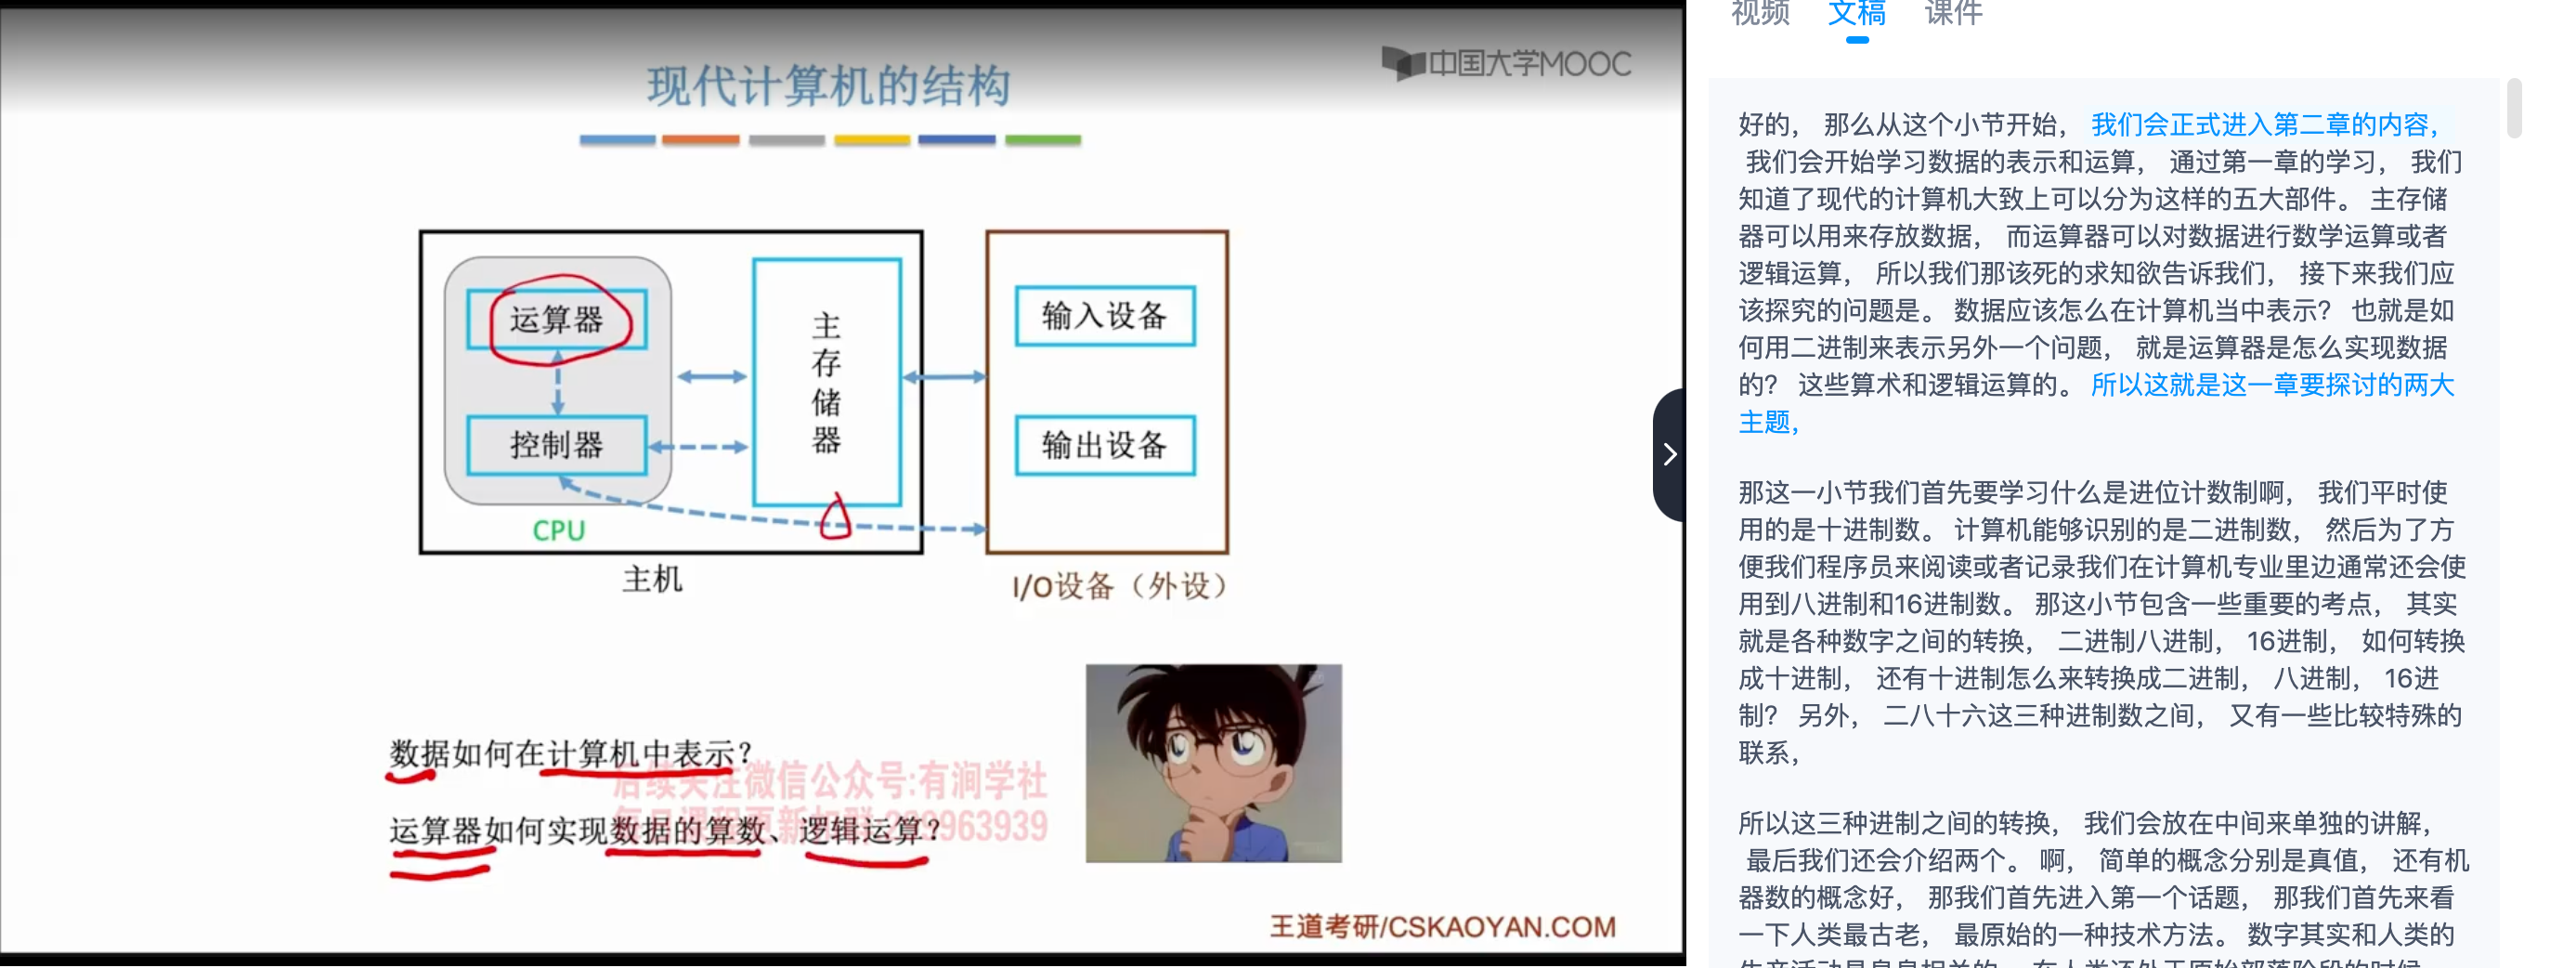 现代计算机的结构
中国大学MOOC
运算器
控制器
CPU
主
存
储
器
主机
输入设备
输出设备
I/O设备（外设）
数据如何在计算机中表示？
后续关注微信公众号:有涧学社
运算器如何实现数据的算数、逻辑运算？
王道考研/CSKAOYAN.COM
视频 文稿 课件
好的， 那么从这个小节开始， 我们会正式进入第二章的内容，
我们会开始学习数据的表示和运算， 通过第一章的学习， 我们
知道了现代的计算机大致上可以分为这样的五大部件。 主存储
器可以用来存放数据， 而运算器可以对数据进行数学运算或者
逻辑运算， 所以我们那该死的求知欲告诉我们， 接下来我们应
该探究的问题是。 数据应该怎么在计算机当中表示？ 也就是如
何用二进制来表示另外一个问题， 就是运算器是怎么实现数据
的？ 这些算术和逻辑运算的。 所以这就是这一章要探讨的两大
主题，
那这一小节我们首先要学习什么是进位计数制啊， 我们平时使
用的是十进制数。 计算机能够识别的是二进制数， 然后为了方
便我们程序员来阅读或者记录我们在计算机专业里边通常还会使
用到八进制和16进制数。 那这小节包含一些重要的考点， 其实
就是各种数字之间的转换， 二进制八进制， 16进制， 如何转换
成十进制， 还有十进制怎么来转换成二进制， 八进制， 16进
制？ 另外， 二八十六这三种进制数之间， 又有一些比较特殊的
联系，
所以这三种进制之间的转换， 我们会放在中间来单独的讲解，
最后我们还会介绍两个。 啊， 简单的概念分别是真值， 还有机
器数的概念好， 那我们首先进入第一个话题， 那我们首先来看
一下人类最古老， 最原始的一种技术方法。 数字其实和人类的